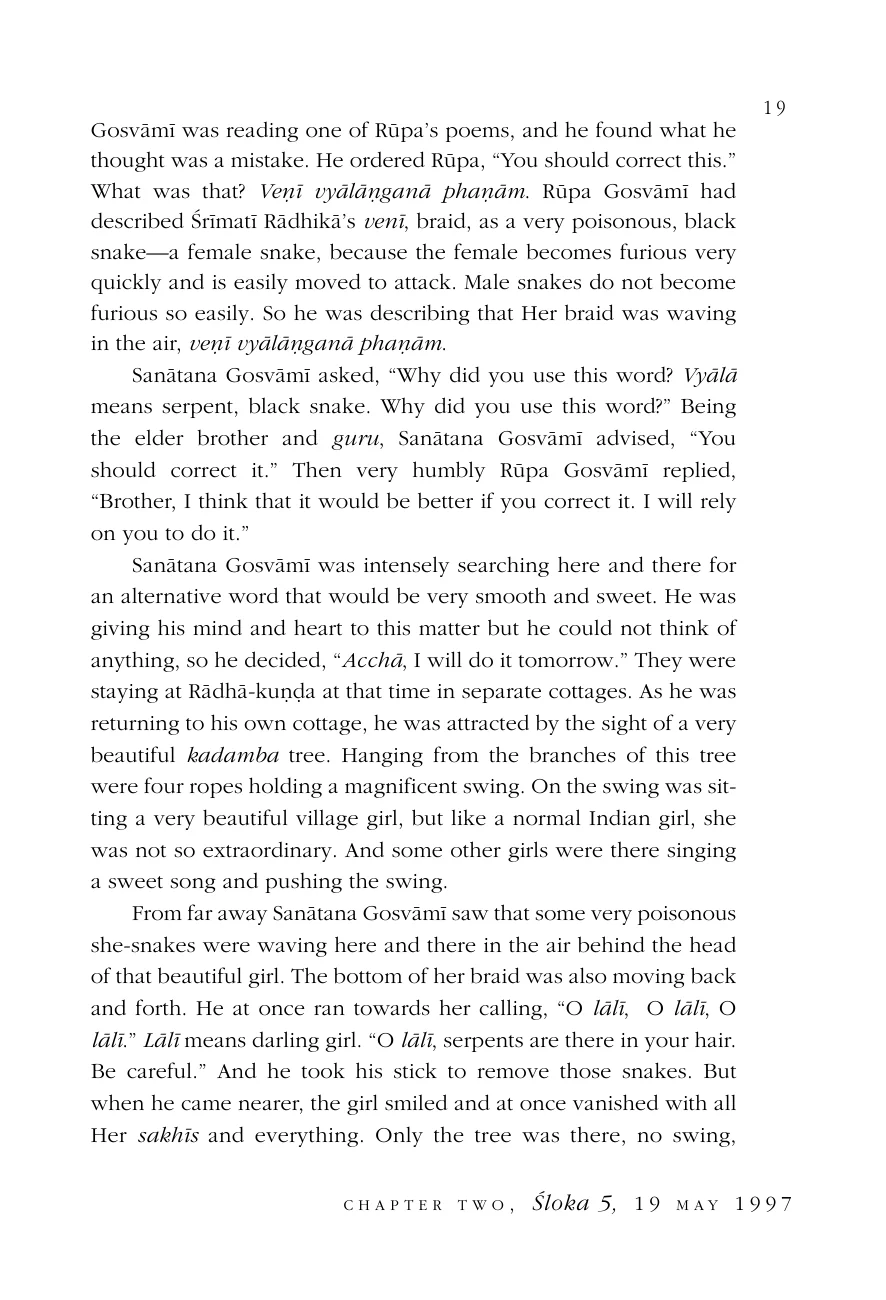 19
Gosvāmī was reading one of Rūpa’s poems, and he found what he
thought was a mistake. He ordered Rūpa, “You should correct this.”
What was that? Veṇī vyālāṇganā phaṇām. Rūpa Gosvāmī had
described Śrīmatī Rādhikā’s venī, braid, as a very poisonous, black
snake—a female snake, because the female becomes furious very
quickly and is easily moved to attack. Male snakes do not become
furious so easily. So he was describing that Her braid was waving
in the air, veṇī vyālāṇganā phaṇām.
Sanātana Gosvāmī asked, “Why did you use this word? Vyālā
means serpent, black snake. Why did you use this word?” Being
the elder brother and guru, Sanātana Gosvāmī advised, “You
should correct it.” Then very humbly Rūpa Gosvāmī replied,
“Brother, I think that it would be better if you correct it. I will rely
on you to do it.”
Sanātana Gosvāmī was intensely searching here and there for
an alternative word that would be very smooth and sweet. He was
giving his mind and heart to this matter but he could not think of
anything, so he decided, “Acchā, I will do it tomorrow.” They were
staying at Rādhā-kuṇḍa at that time in separate cottages. As he was
returning to his own cottage, he was attracted by the sight of a very
beautiful kadamba tree. Hanging from the branches of this tree
were four ropes holding a magnificent swing. On the swing was sit-
ting a very beautiful village girl, but like a normal Indian girl, she
was not so extraordinary. And some other girls were there singing
a sweet song and pushing the swing.
From far away Sanātana Gosvāmī saw that some very poisonous
she-snakes were waving here and there in the air behind the head
of that beautiful girl. The bottom of her braid was also moving back
and forth. He at once ran towards her calling, “O lālī, O lālī, O
lālī.” Lālī means darling girl. “O lālī, serpents are there in your hair.
Be careful.” And he took his stick to remove those snakes. But
when he came nearer, the girl smiled and at once vanished with all
Her sakhīs and everything. Only the tree was there, no swing,
CHAPTER TWO, Śloka 5, 19 MAY 1997